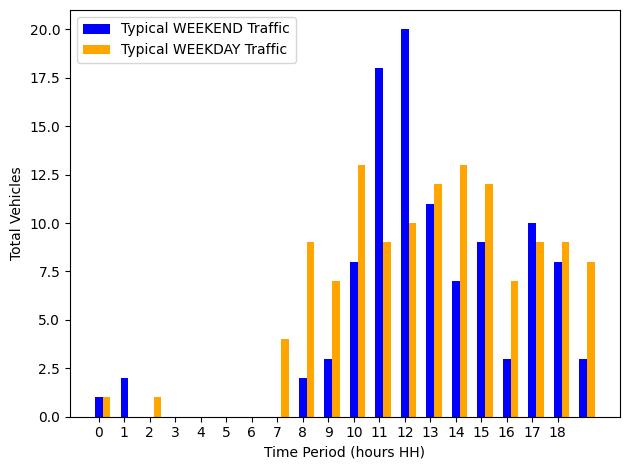 Typical WEEKEND Traffic
Typical WEEKDAY Traffic
20.0
17.5
15.0
12.5
10.0
7.5
5.0
2.5
0.0
Total Vehicles
0 1 2 3 4 5 6 7 8 9 10 11 12 13 14 15 16 17 18
Time Period (hours HH)